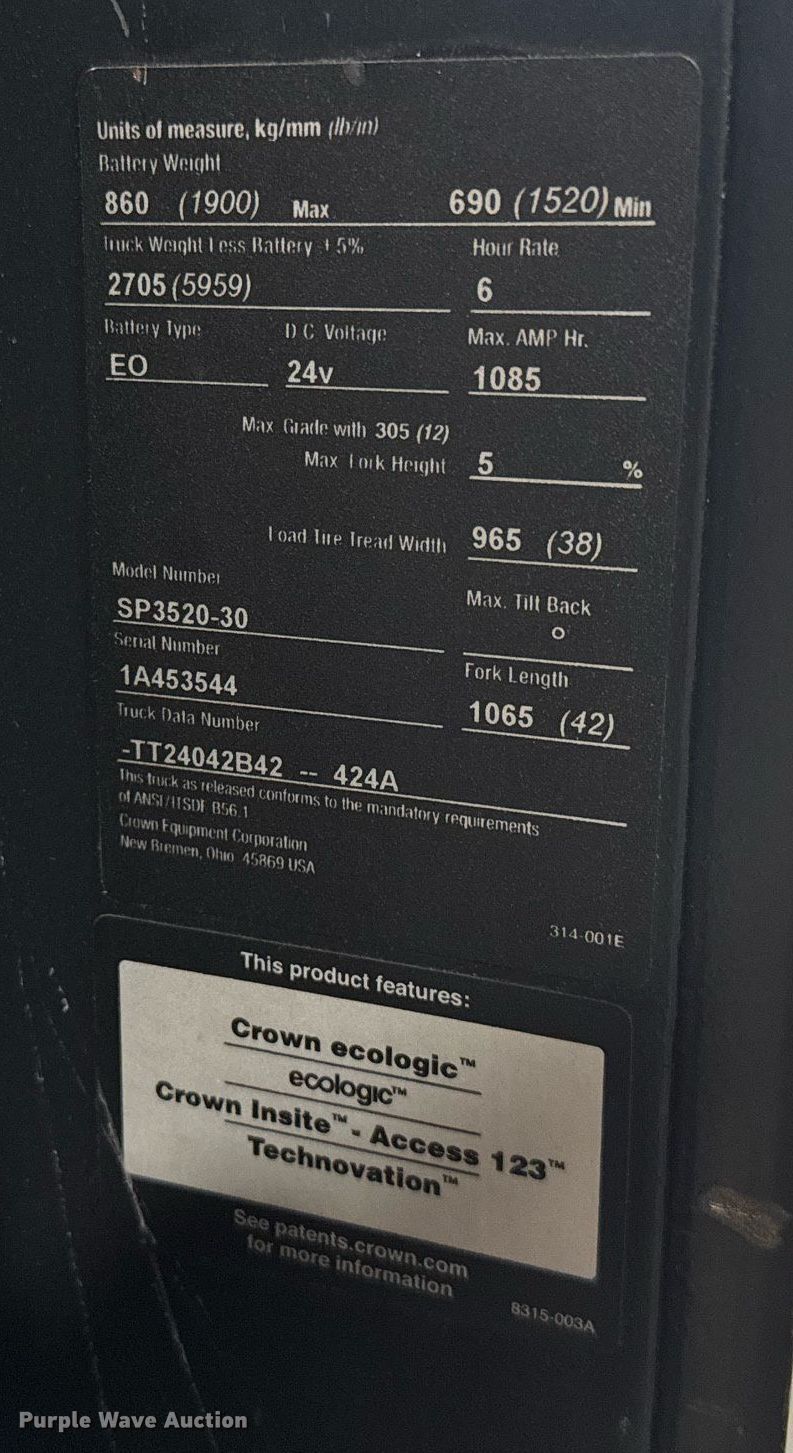 Units of measure, kg/mm (lb/in)
Battery Weight
860 (1900) Max 690 (1520) Min
Truck Weight Less Battery ± 5% Hour Rate
2705 (5959) 6
Battery Type D C Voltage Max. AMP Hr.
EO 24v 1085
Max Grade with 305 (12)
Max Fork Height 5 %
Load Tire Tread Width 965 (38)
Model Number Max. Tilt Back
SP3520-30 °
Serial Number Fork Length
1A453544 1065 (42)
Truck Data Number
-TT24042B42 -- 424A
This truck as released conforms to the mandatory requirements
of ANSI/ITSDF B56.1
Crown Equipment Corporation
New Bremen, Ohio 45869 USA
314-001E
This product features:
Crown ecologic™
ecologic™
Crown Insite™ - Access 123™
Technovation™
See patents.crown.com
for more information
8315-003A
Purple Wave Auction